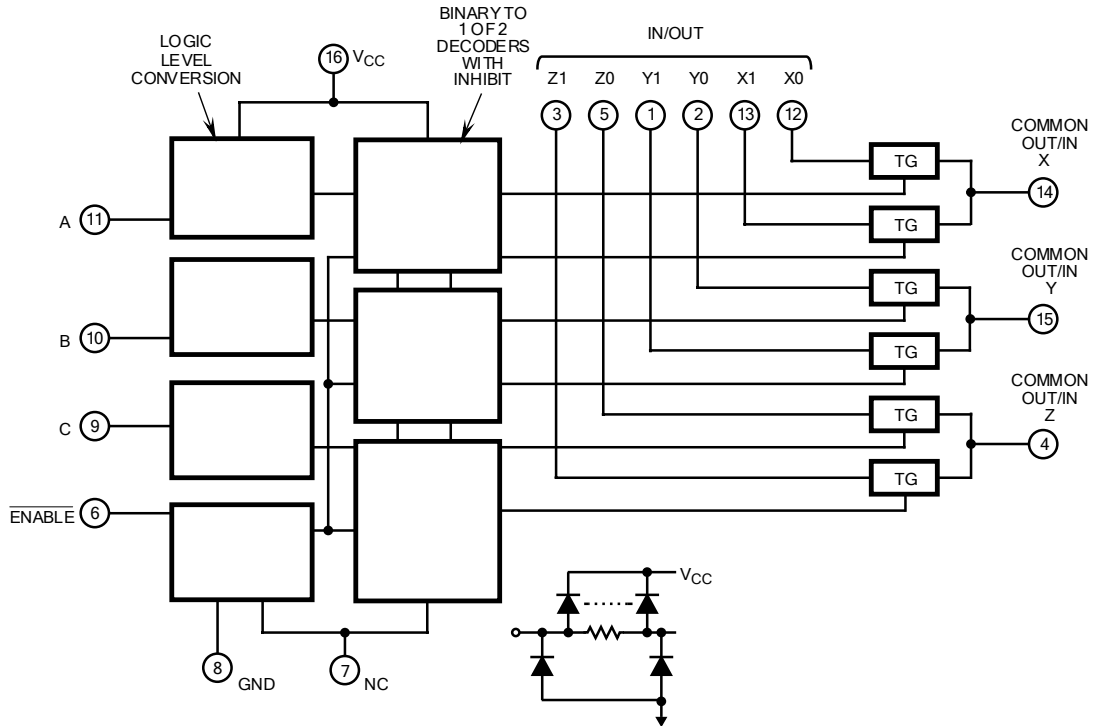 LOGIC
LEVEL
CONVERSION
16 VCC
BINARY TO
1 OF 2
DECODERS
WITH
INHIBIT
IN/OUT
Z1 Z0 Y1 Y0 X1 X0
3 5 1 2 13 12
COMMON
OUT/IN
X
14
TG
TG
A 11
COMMON
OUT/IN
Y
15
TG
TG
B 10
COMMON
OUT/IN
Z
4
TG
TG
C 9
ENABLE 6
8 GND
7 NC
VCC